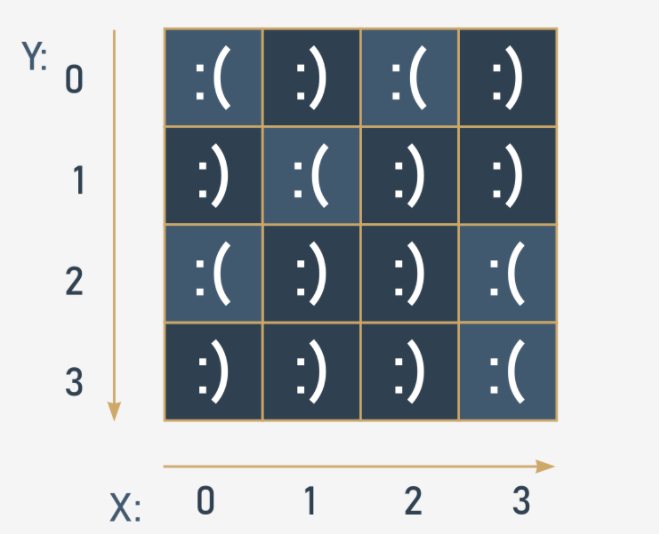 Y: 0 :( :) :( :)
1 :) :( :) :)
2 :( :) :) :(
3 :) :) :) :(
X: 0 1 2 3